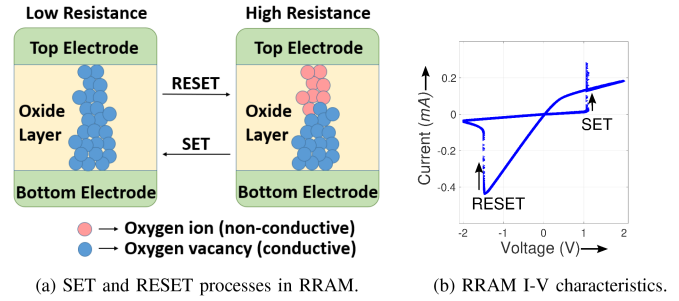 Low Resistance
High Resistance
Top Electrode
Top Electrode
RESET
Oxide
Layer
Oxide
Layer
SET
Bottom Electrode
Bottom Electrode
Oxygen ion (non-conductive)
Oxygen vacancy (conductive)
(a) SET and RESET processes in RRAM.
Current (mA)
0.2
0
-0.2
-0.4
SET
RESET
-2
-1
0
1
2
Voltage (V)
(b) RRAM I-V characteristics.